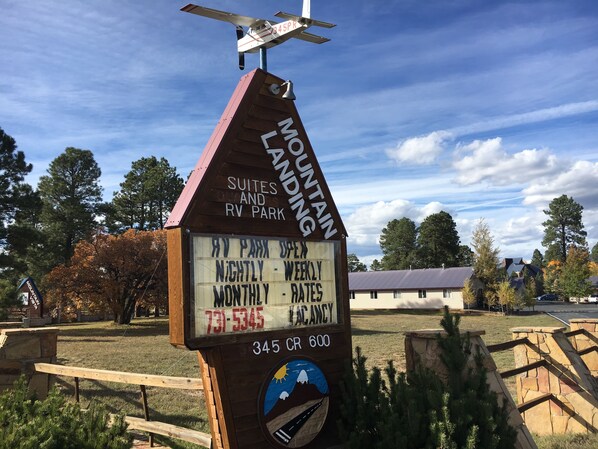 MOUNTAIN
LANDING
SUITES
AND
RV PARK
RV PARK OPEN
NIGHTLY - WEEKLY
MONTHLY - RATES
731-5345 VACANCY
345 CR 600